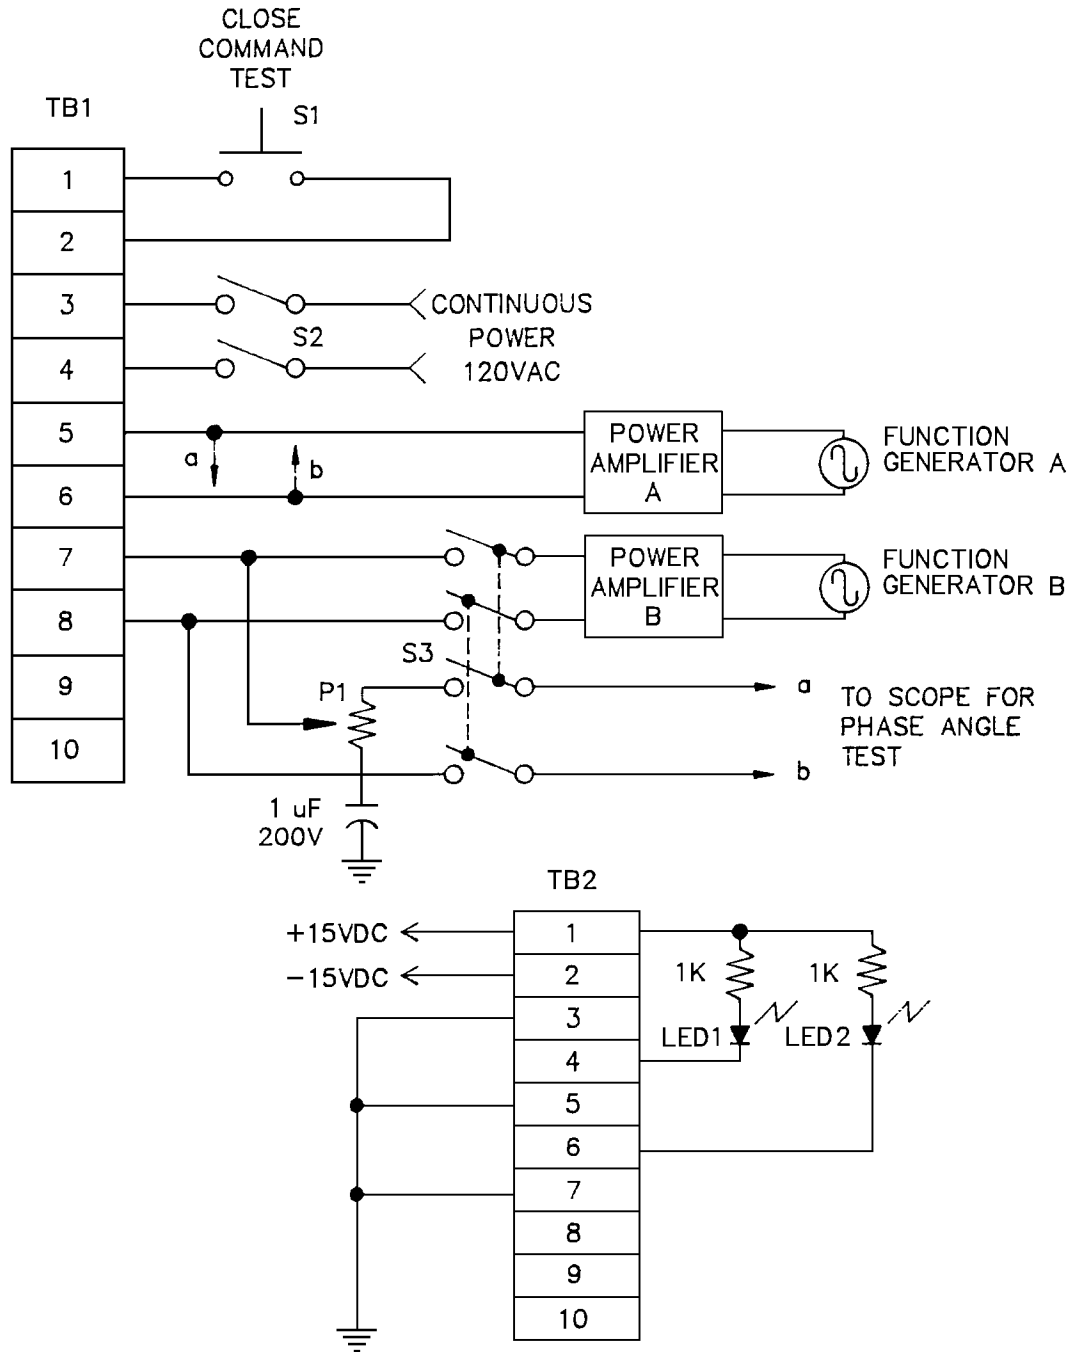 CLOSE
COMMAND
TEST
TB1
S1
1
2
3
4
5
6
7
8
9
10
S2
CONTINUOUS
POWER
120VAC
a
b
POWER
AMPLIFIER
A
FUNCTION
GENERATOR A
POWER
AMPLIFIER
B
FUNCTION
GENERATOR B
S3
P1
a
b
TO SCOPE FOR
PHASE ANGLE
TEST
1 uF
200V
TB2
+15VDC
-15VDC
1
2
3
4
5
6
7
8
9
10
1K
1K
LED1
LED2